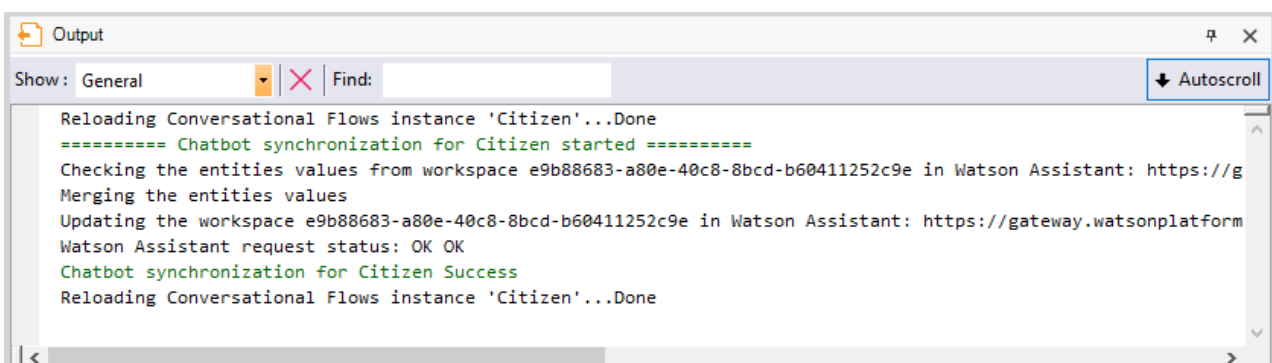 Output
Show: General Find: Autoscroll
Reloading Conversational Flows instance 'Citizen'...Done
========== Chatbot synchronization for Citizen started ==========
Checking the entities values from workspace e9b88683-a80e-40c8-8bcd-b60411252c9e in Watson Assistant: https://g
Merging the entities values
Updating the workspace e9b88683-a80e-40c8-8bcd-b60411252c9e in Watson Assistant: https://gateway.watsonplatform
Watson Assistant request status: OK OK
Chatbot synchronization for Citizen Success
Reloading Conversational Flows instance 'Citizen'...Done